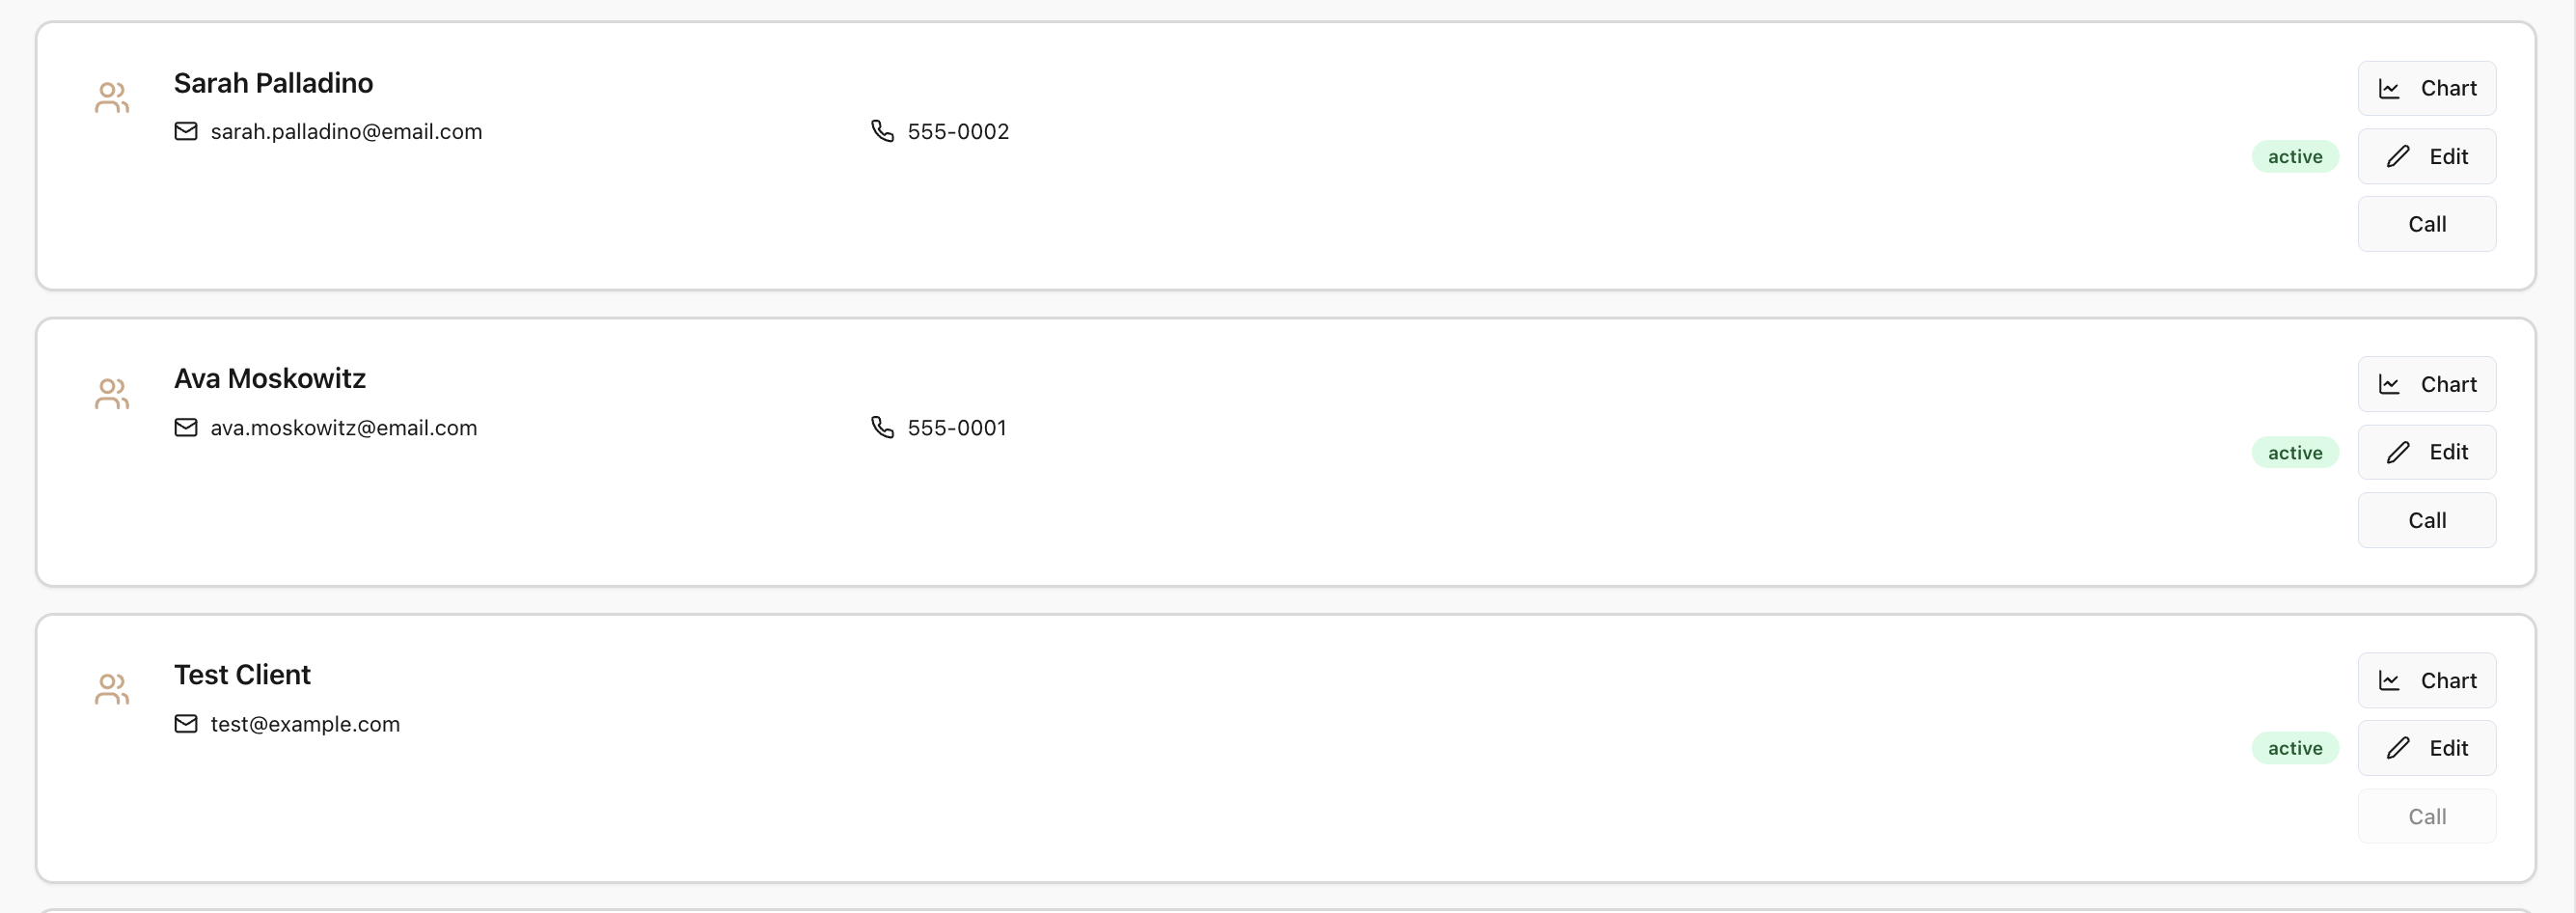 Sarah Palladino
sarah.palladino@email.com
555-0002
active
Chart
Edit
Call
Ava Moskowitz
ava.moskowitz@email.com
555-0001
active
Chart
Edit
Call
Test Client
test@example.com
active
Chart
Edit
Call